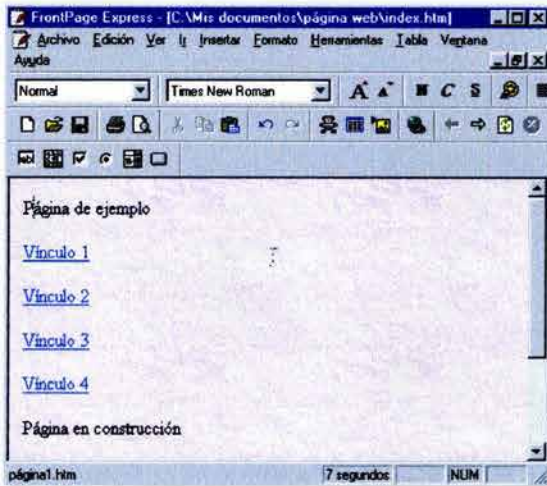 FrontPage Express - [C:\Mis documentos\página web\index.htm]
Archivo Edición Ver Ir Insertar Formato Herramientas Tabla Ventana
Ayuda
Normal Times New Roman A A N C S
Página de ejemplo
Vínculo 1
Vínculo 2
Vínculo 3
Vínculo 4
Página en construcción
página1.htm 7 segundos NUM